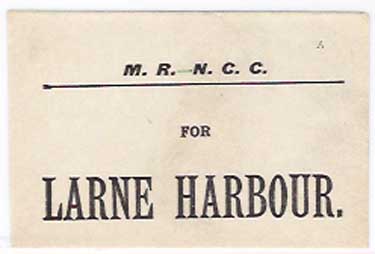 A
M. R.—N. C. C.
FOR
LARNE HARBOUR.